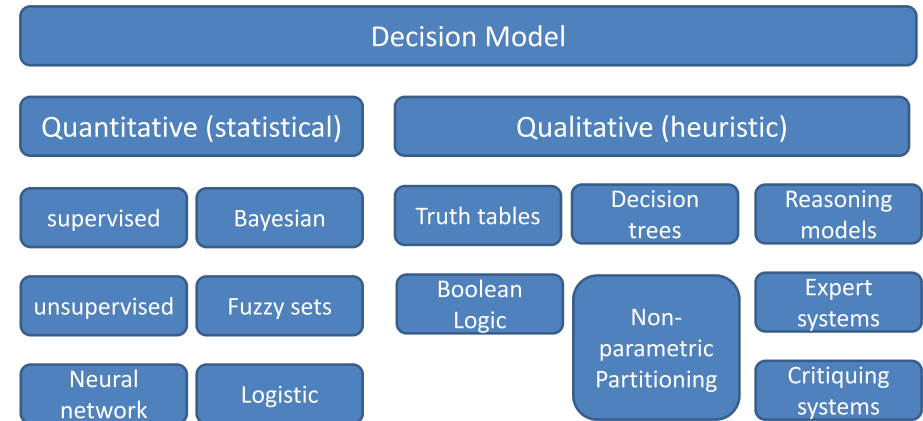 Decision Model
Quantitative (statistical)
Qualitative (heuristic)
supervised
Bayesian
Truth tables
Decision
trees
Reasoning
models
unsupervised
Fuzzy sets
Boolean
Logic
Non-
parametric
Partitioning
Expert
systems
Neural
network
Logistic
Critiquing
systems